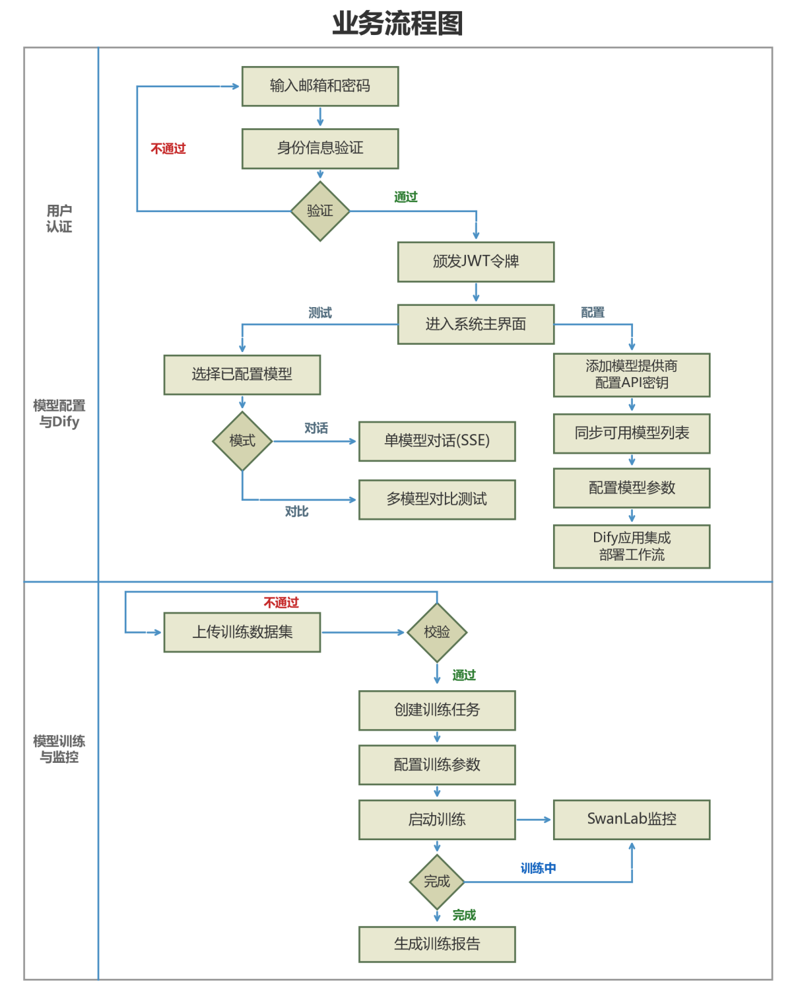 业务流程图
用户
认证
输入邮箱和密码
不通过
身份信息验证
验证
通过
颁发JWT令牌
进入系统主界面
测试
配置
模型配置
与Dify
选择已配置模型
模式
对话
单模型对话(SSE)
对比
多模型对比测试
添加模型提供商
配置API密钥
同步可用模型列表
配置模型参数
Dify应用集成
部署工作流
模型训练
与监控
不通过
上传训练数据集
校验
通过
创建训练任务
配置训练参数
启动训练
SwanLab监控
完成
训练中
完成
生成训练报告